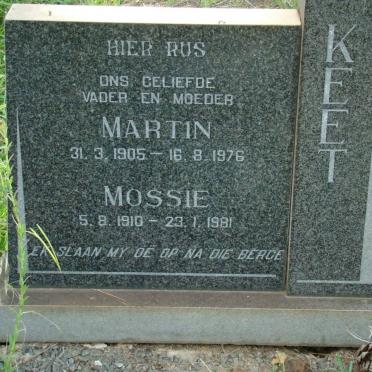 HIER RUS
ONS GELIEFDE
VADER EN MOEDER
MARTIN
31.3.1905 – 16.8.1976
MOSSIE
5.8.1910 – 23.1.1981
EK SLAAN MY OË OP NA DIE BERGE
KEET